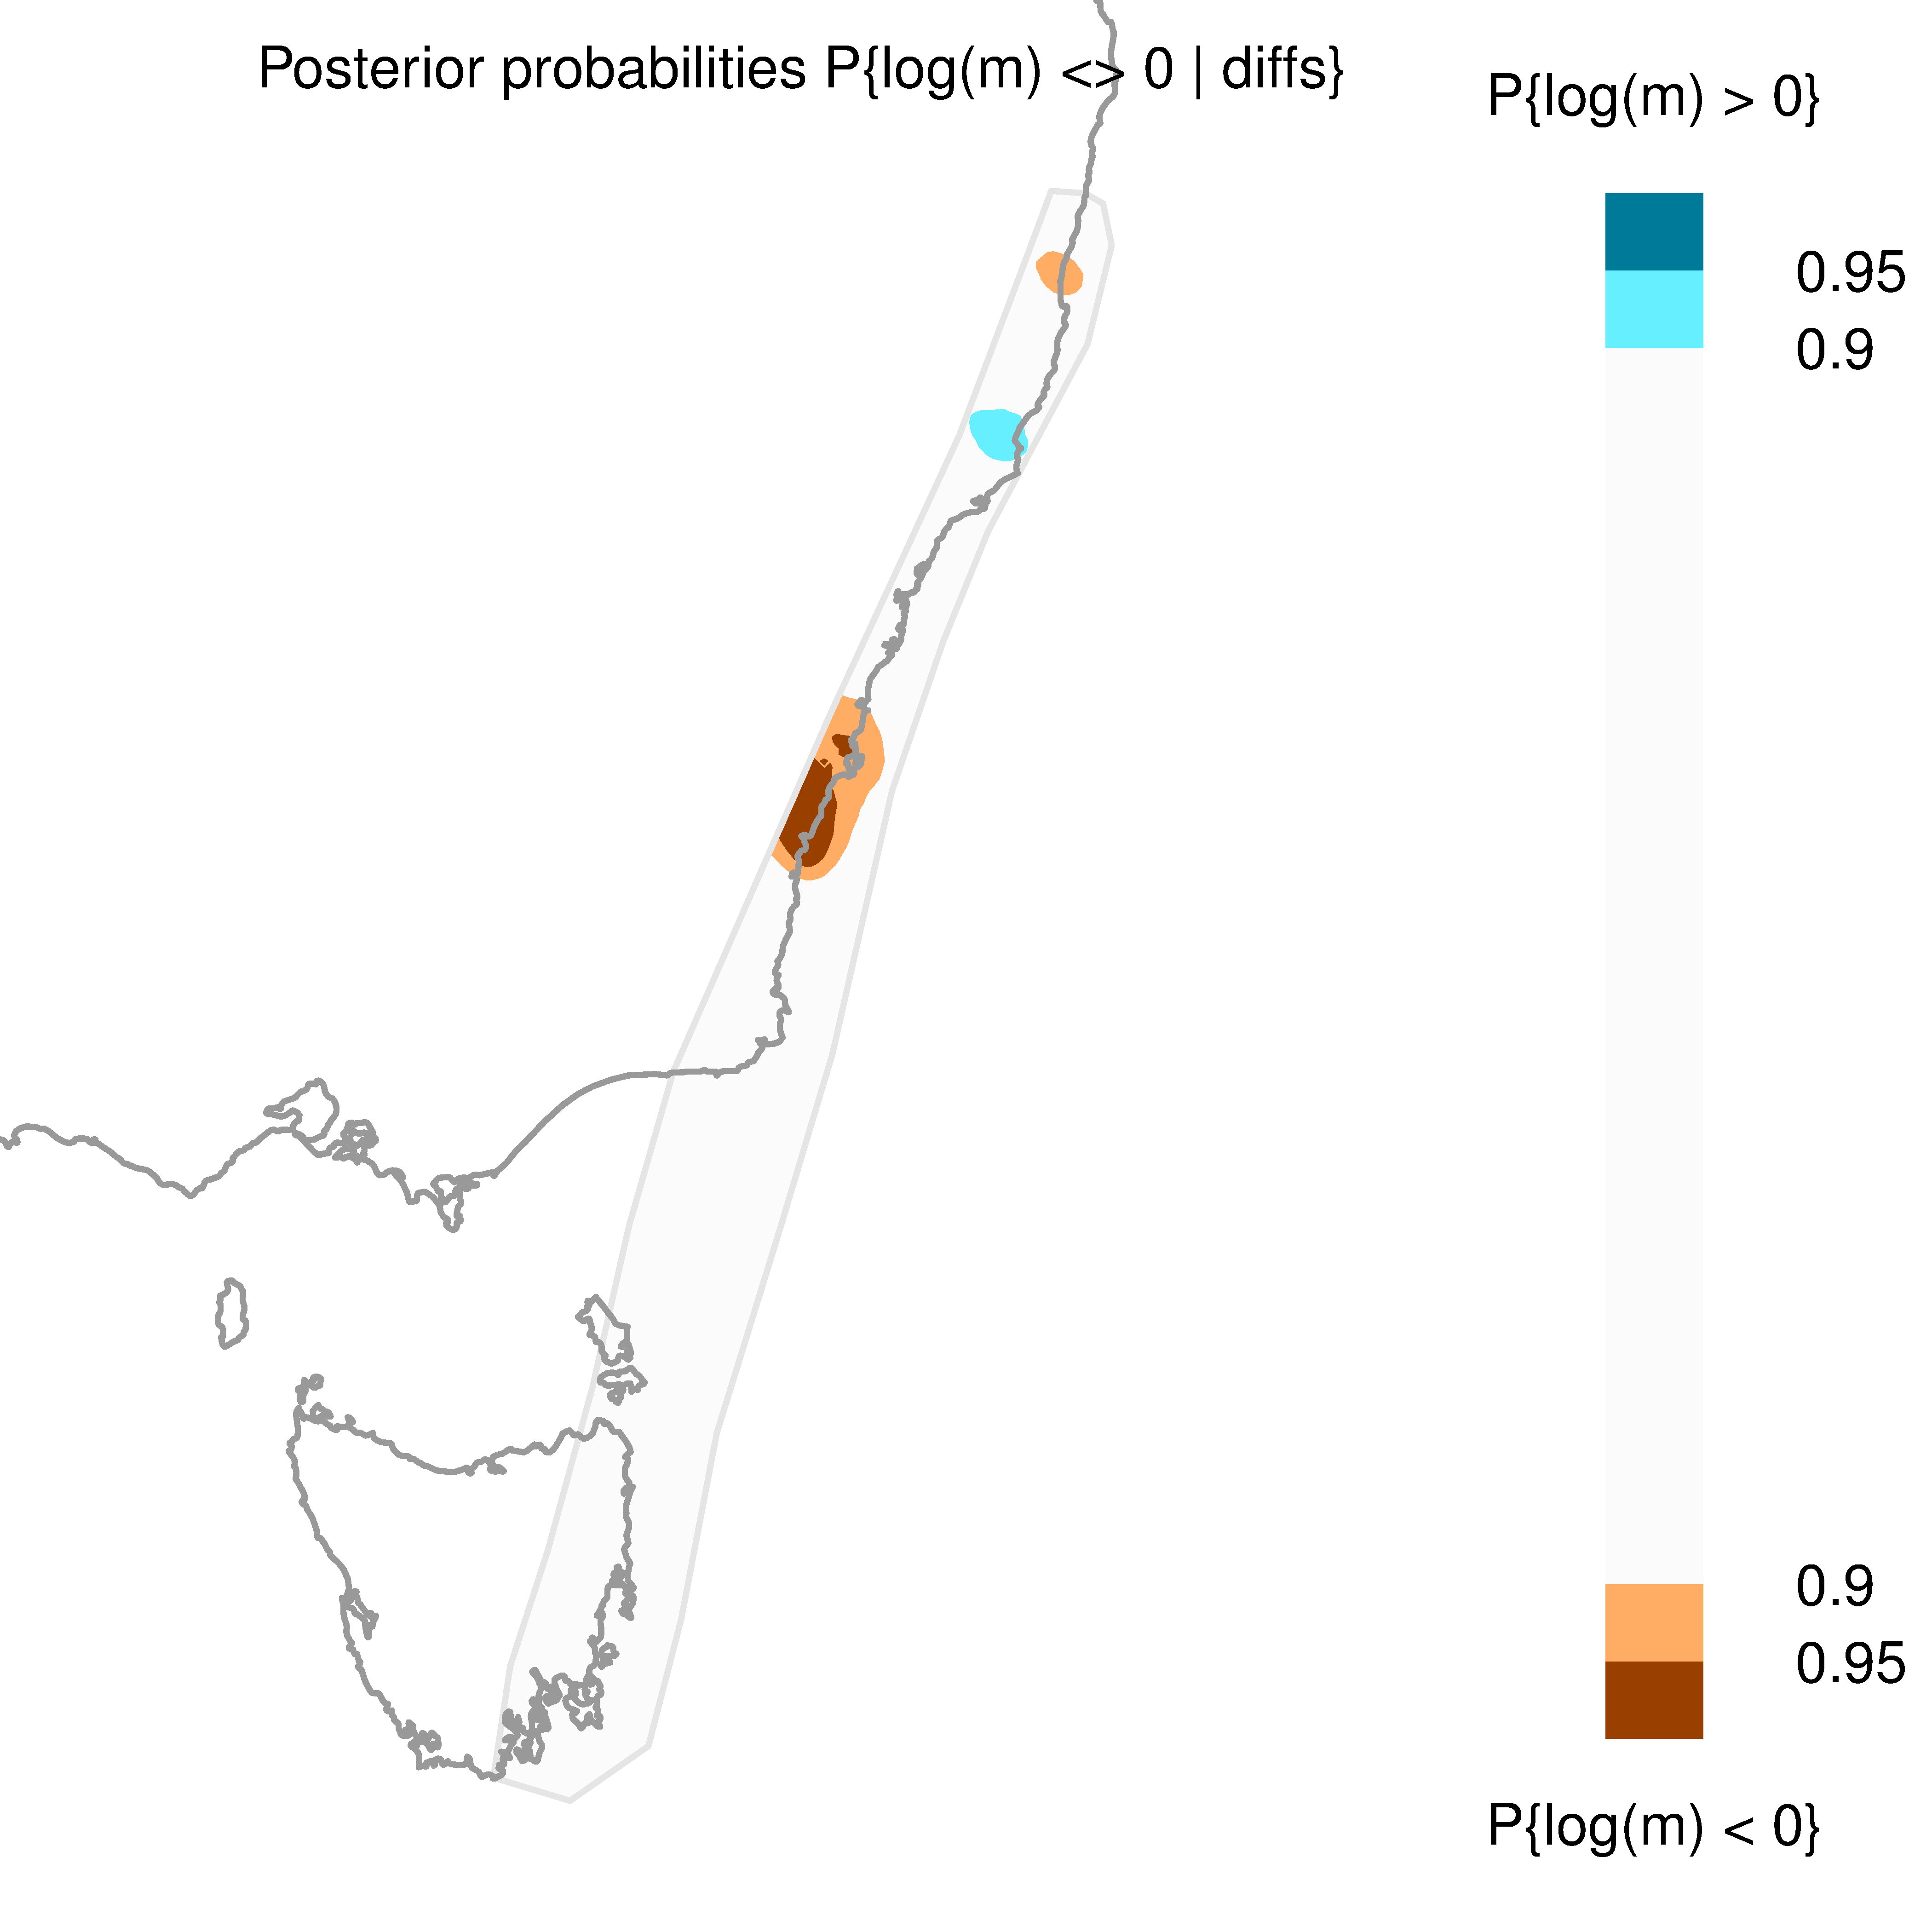 Posterior probabilities P{log(m) <> 0 | diffs}
P{log(m) > 0}
0.95
0.9
0.9
0.95
P{log(m) < 0}